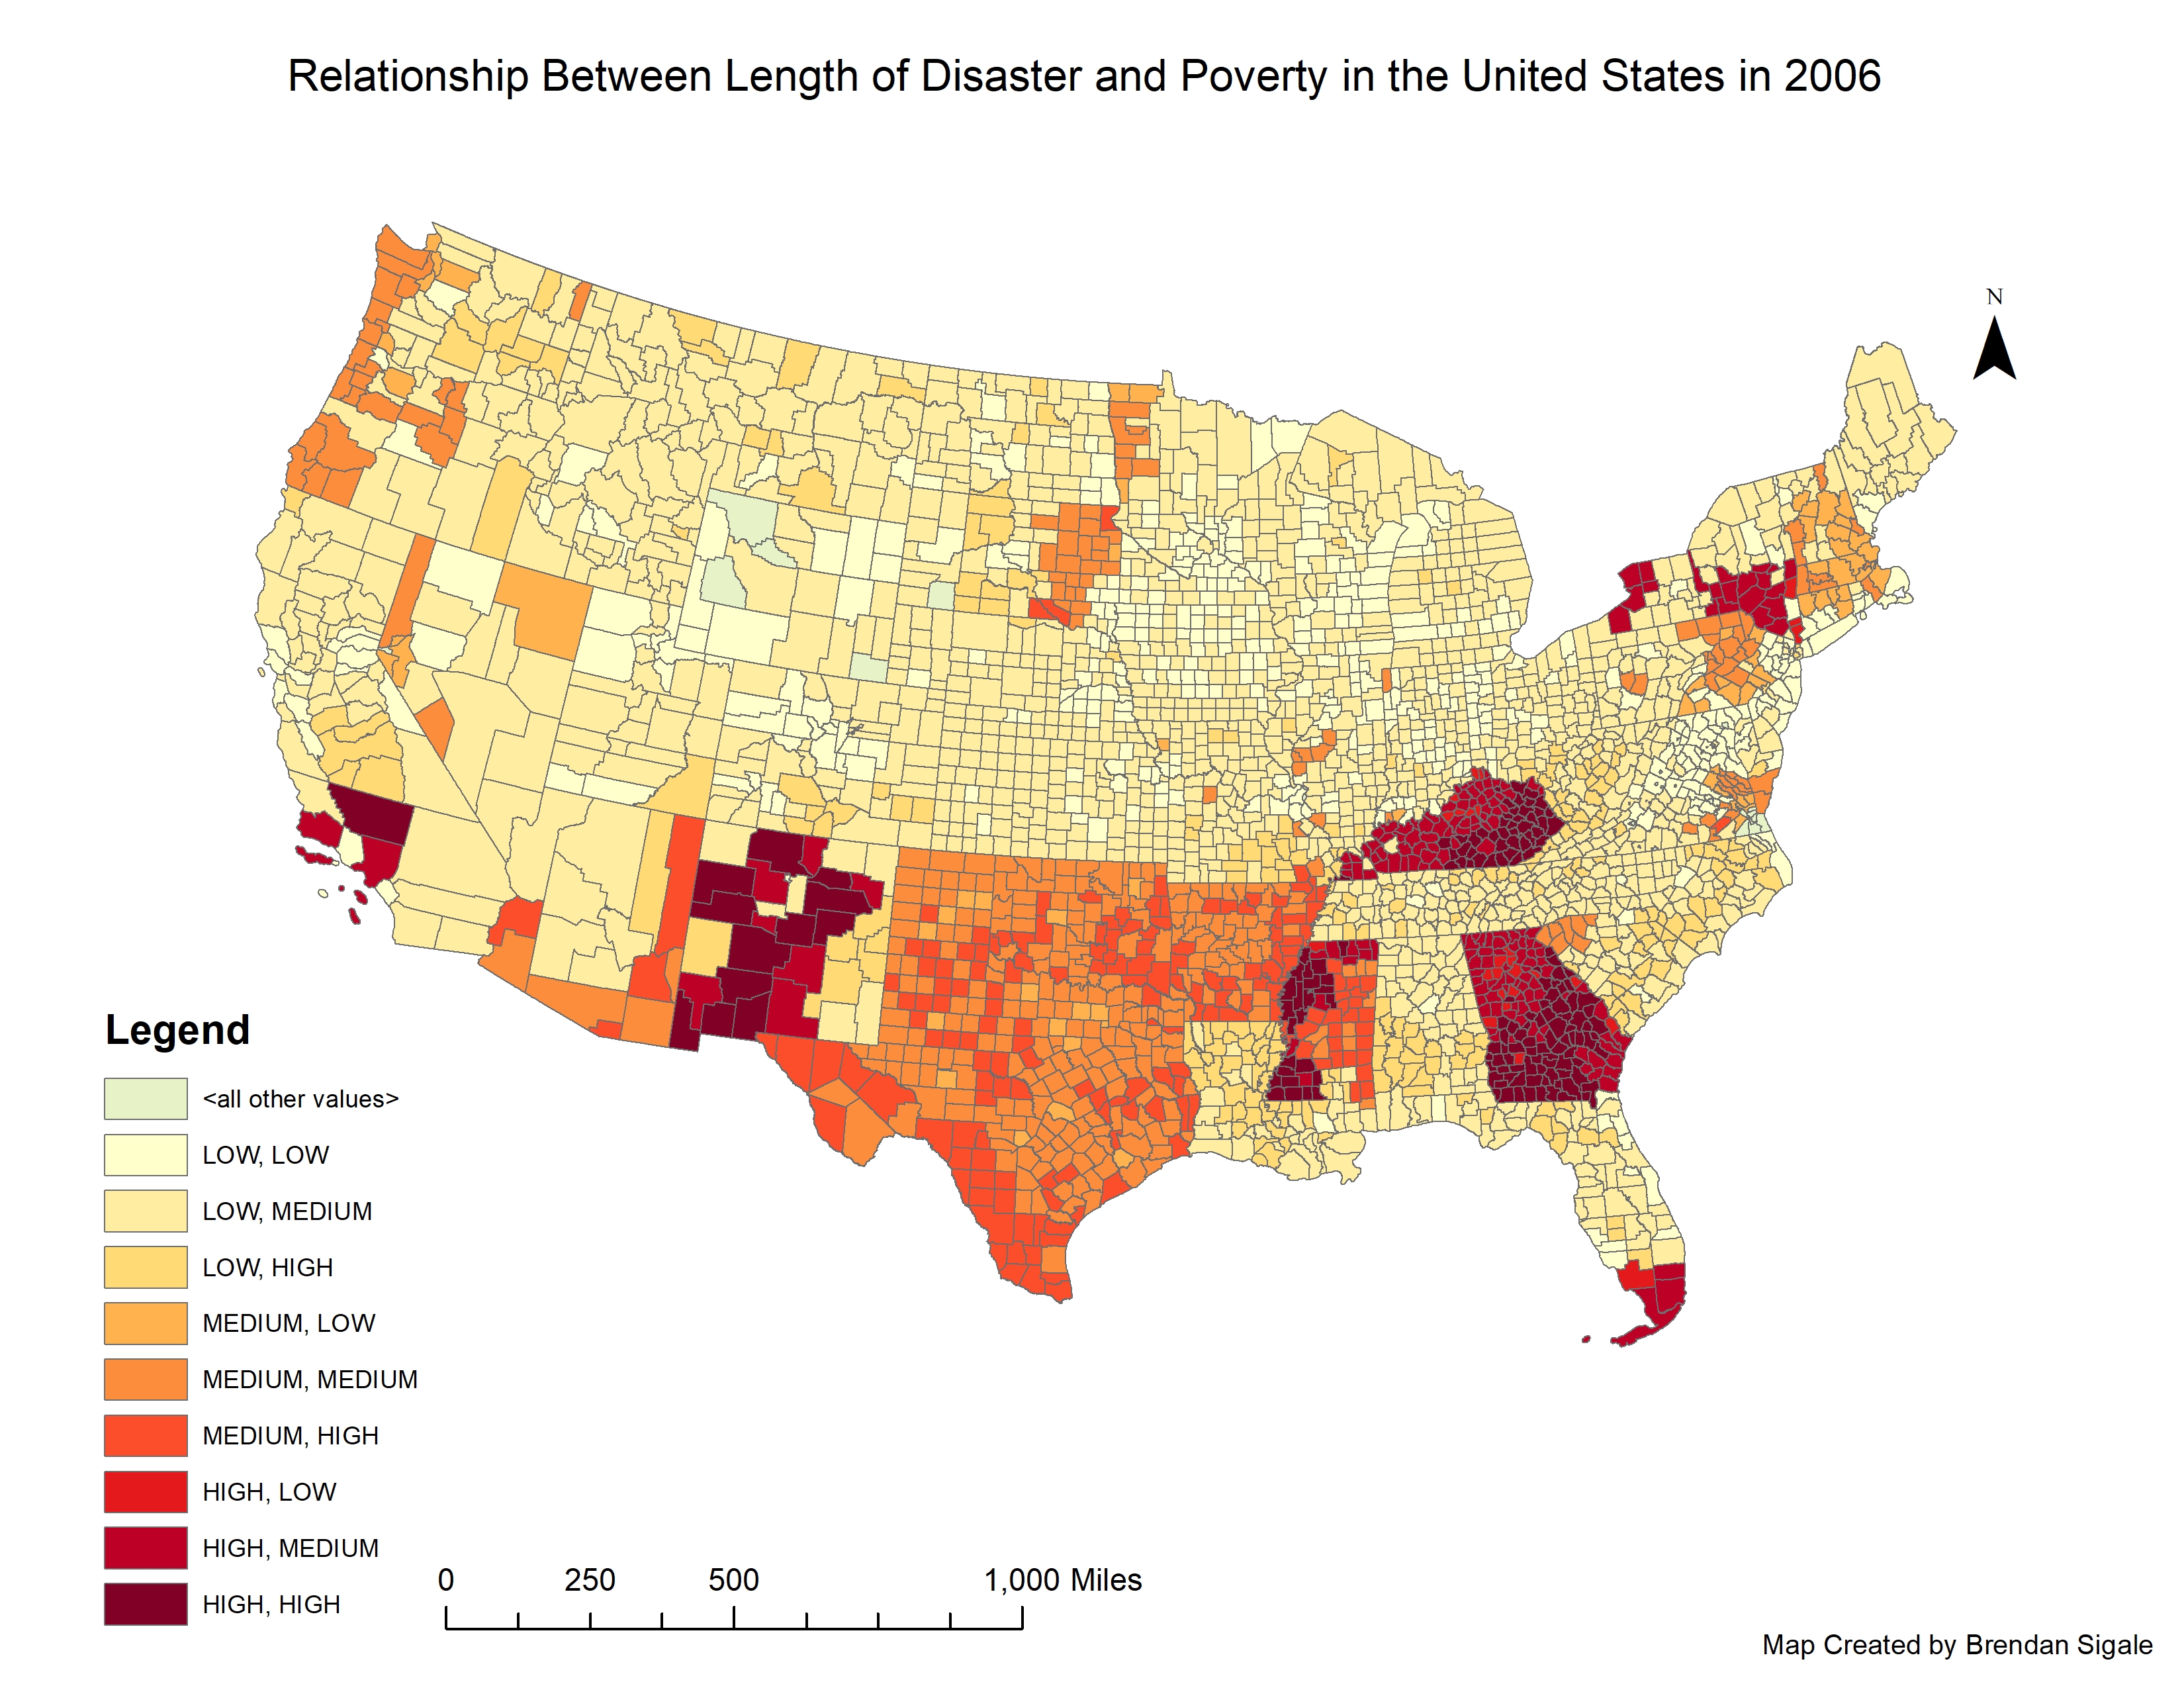 Relationship Between Length of Disaster and Poverty in the United States in 2006
N
Legend
<all other values>
LOW, LOW
LOW, MEDIUM
LOW, HIGH
MEDIUM, LOW
MEDIUM, MEDIUM
MEDIUM, HIGH
HIGH, LOW
HIGH, MEDIUM
HIGH, HIGH
0 250 500 1,000 Miles
Map Created by Brendan Sigale